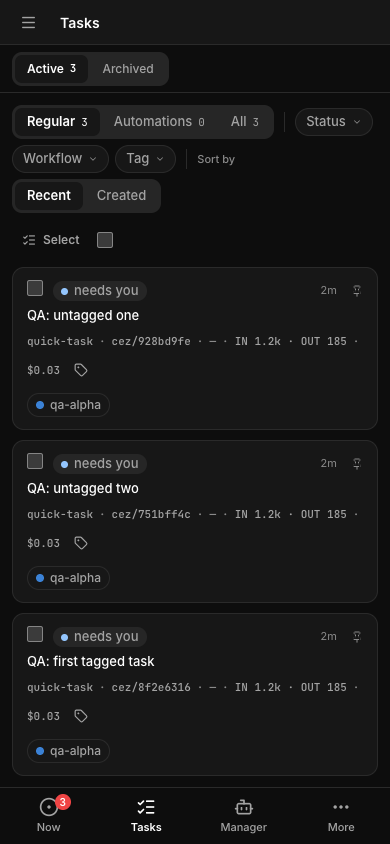 Tasks
Active 3 Archived
Regular 3 Automations 0 All 3 Status
Workflow Tag Sort by
Recent Created
Select
needs you 2m
QA: untagged one
quick-task · cez/928bd9fe · — · IN 1.2k · OUT 185 ·
$0.03
qa-alpha
needs you 2m
QA: untagged two
quick-task · cez/751bff4c · — · IN 1.2k · OUT 185 ·
$0.03
qa-alpha
needs you 2m
QA: first tagged task
quick-task · cez/8f2e6316 · — · IN 1.2k · OUT 185 ·
$0.03
qa-alpha
3
Now Tasks Manager More